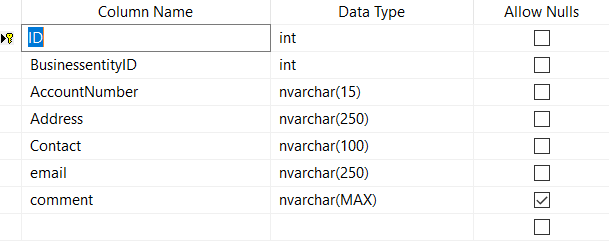 Column Name Data Type Allow Nulls
ID int
BusinessentityID int
AccountNumber nvarchar(15)
Address nvarchar(250)
Contact nvarchar(100)
email nvarchar(250)
comment nvarchar(MAX)